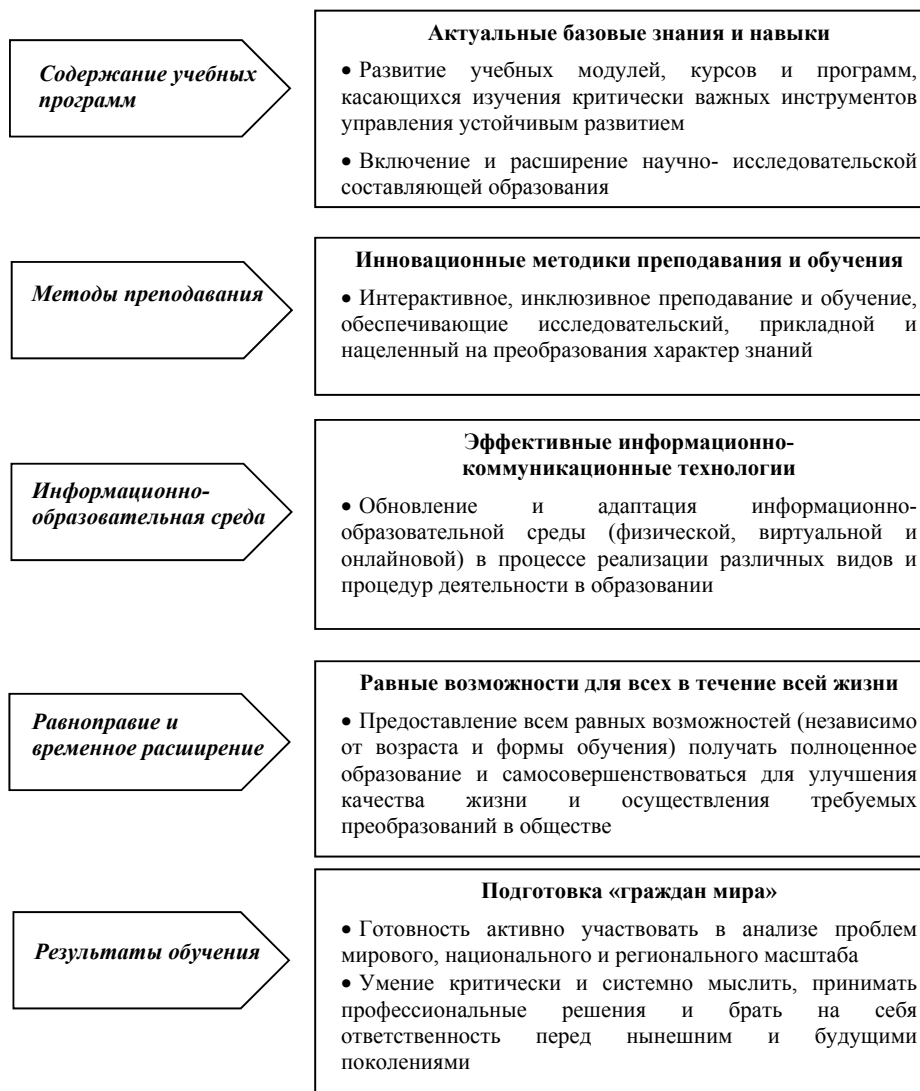 Содержание учебных
программ
Актуальные базовые знания и навыки
• Развитие учебных модулей, курсов и программ,
касающихся изучения критически важных инструментов
управления устойчивым развитием
• Включение и расширение научно- исследовательской
составляющей образования
Методы преподавания
Инновационные методики преподавания и обучения
• Интерактивное, инклюзивное преподавание и обучение,
обеспечивающие исследовательский, прикладной и
нацеленный на преобразования характер знаний
Информационно-
образовательная среда
Эффективные информационно-
коммуникационные технологии
• Обновление и адаптация информационно-
образовательной среды (физической, виртуальной и
онлайновой) в процессе реализации различных видов и
процедур деятельности в образовании
Равноправие и
временное расширение
Равные возможности для всех в течение всей жизни
• Предоставление всем равных возможностей (независимо
от возраста и формы обучения) получать полноценное
образование и самосовершенствоваться для улучшения
качества жизни и осуществления требуемых
преобразований в обществе
Результаты обучения
Подготовка «граждан мира»
• Готовность активно участвовать в анализе проблем
мирового, национального и регионального масштаба
• Умение критически и системно мыслить, принимать
профессиональные решения и брать на себя
ответственность перед нынешним и будущими
поколениями